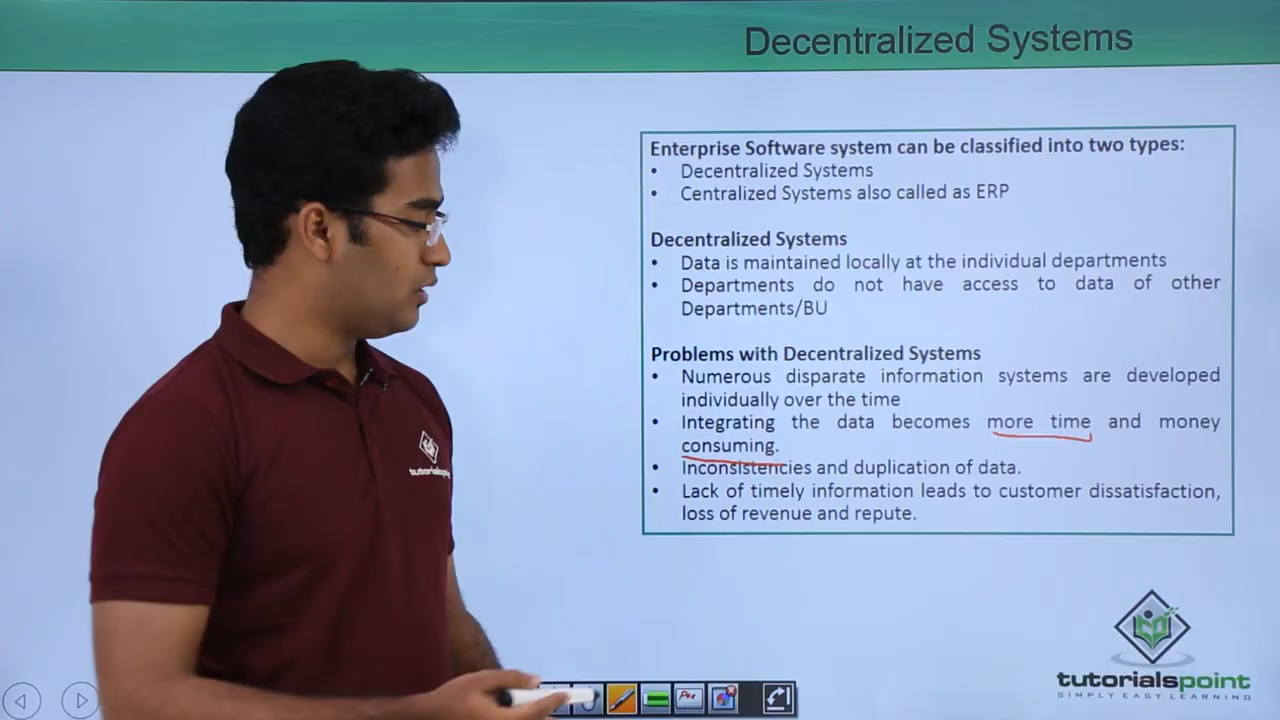 Decentralized Systems
Enterprise Software system can be classified into two types:
• Decentralized Systems
• Centralized Systems also called as ERP
Decentralized Systems
• Data is maintained locally at the individual departments
• Departments do not have access to data of other
Departments/BU
Problems with Decentralized Systems
• Numerous disparate information systems are developed
individually over the time
• Integrating the data becomes more time and money
consuming.
• Inconsistencies and duplication of data.
• Lack of timely information leads to customer dissatisfaction,
loss of revenue and repute.
tutorialspoint
SIMPLY EASY LEARNING